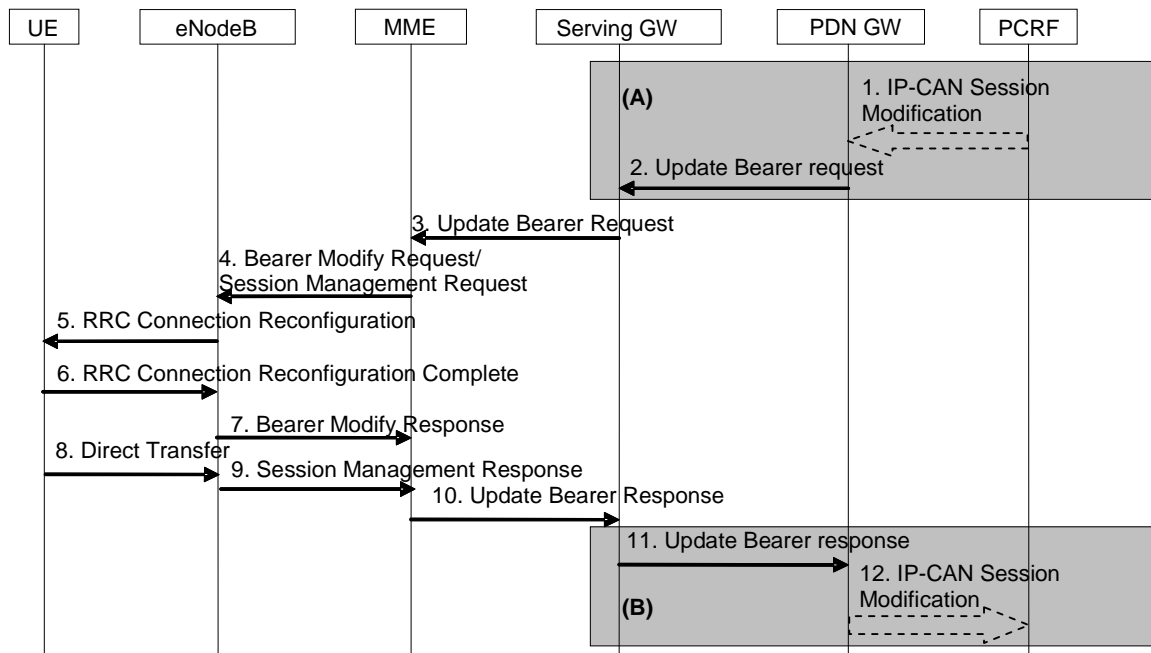 UE
eNodeB
MME
Serving GW
PDN GW
PCRF
(A)
1. IP-CAN Session
Modification
2. Update Bearer request
3. Update Bearer Request
4. Bearer Modify Request/
Session Management Request
5. RRC Connection Reconfiguration
6. RRC Connection Reconfiguration Complete
7. Bearer Modify Response
8. Direct Transfer
9. Session Management Response
10. Update Bearer Response
11. Update Bearer response
12. IP-CAN Session
Modification
(B)